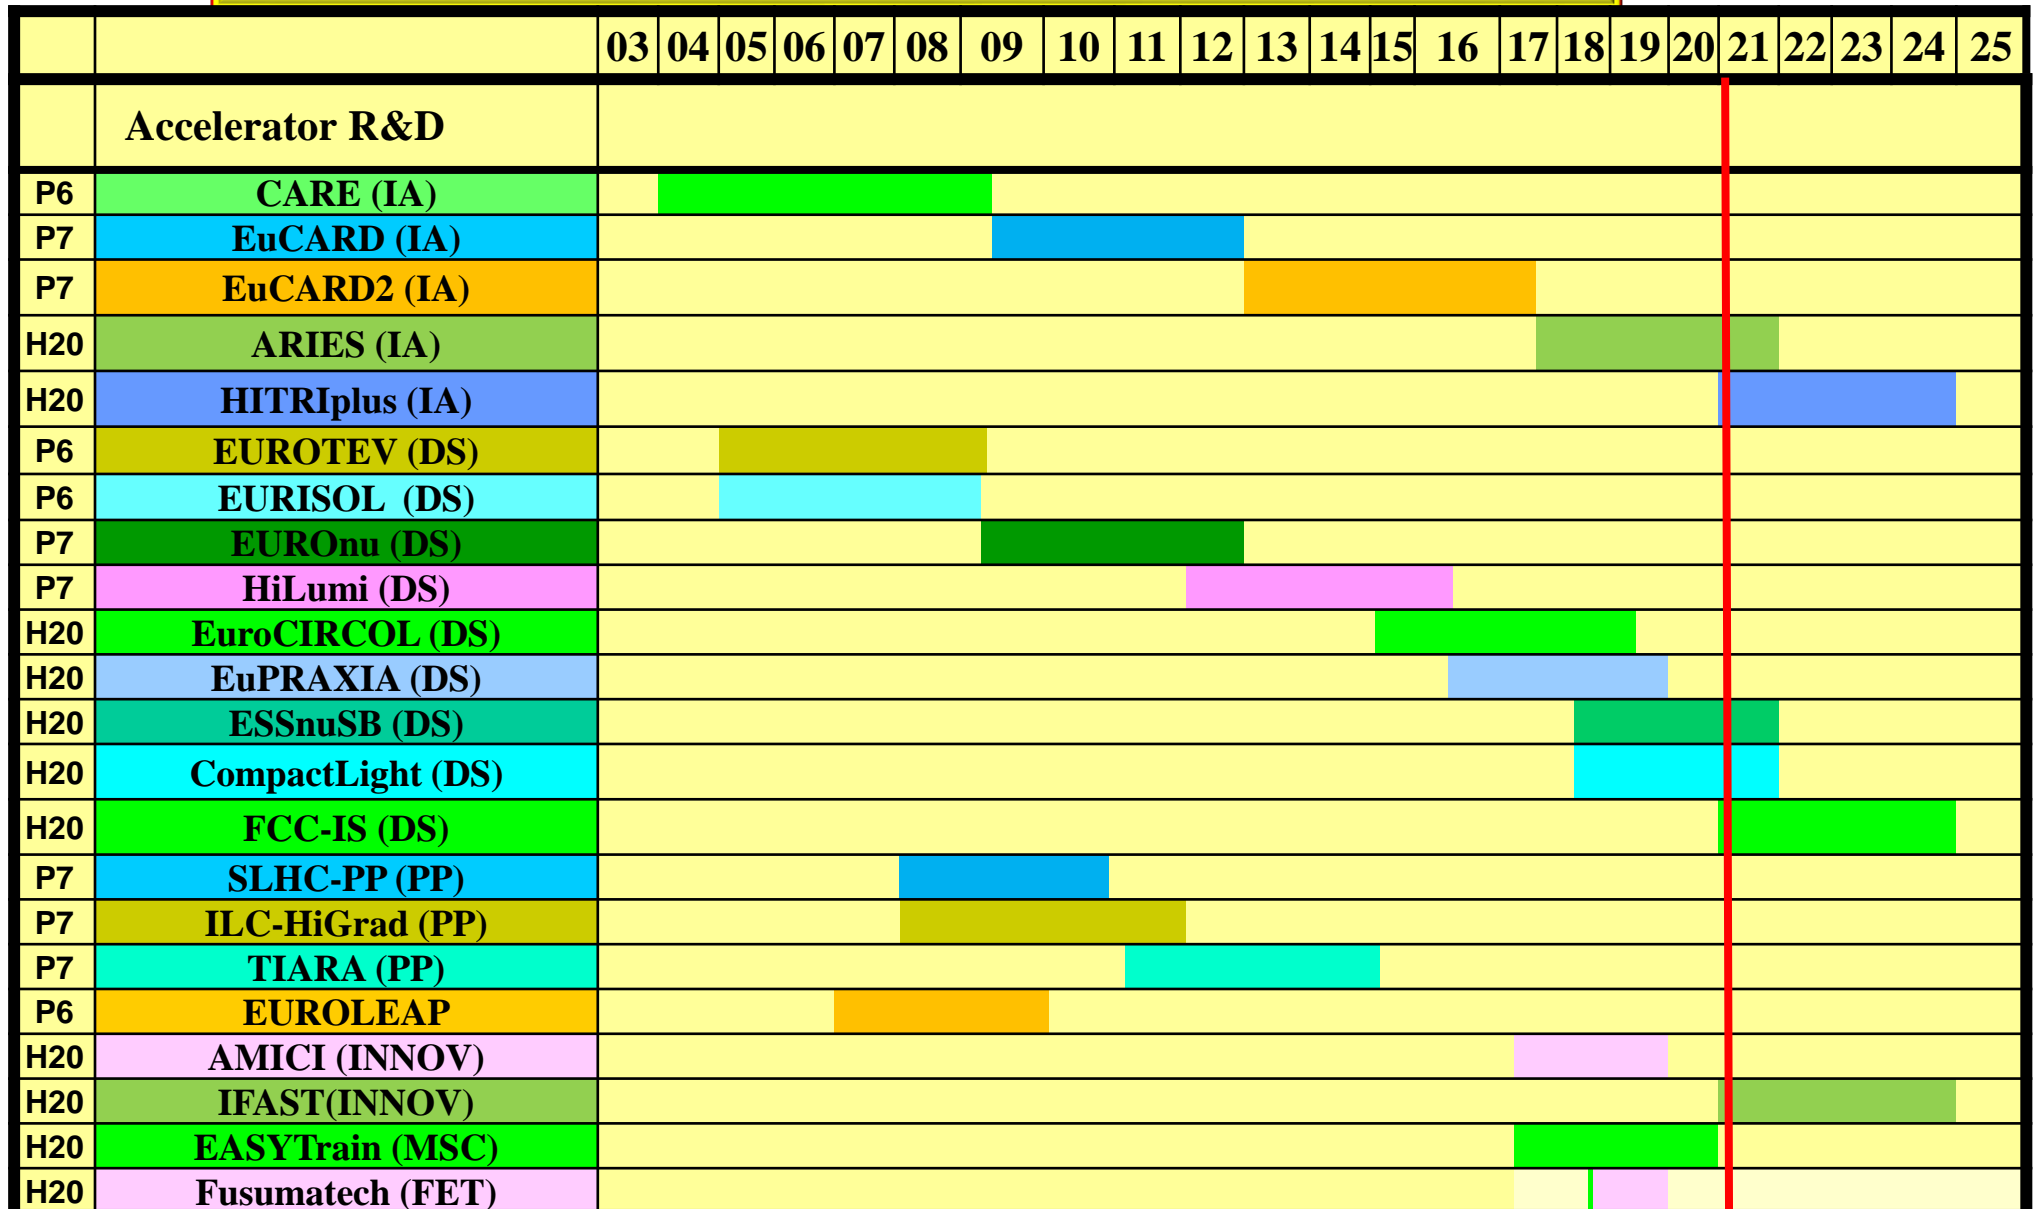 03 04 05 06 07 08 09 10 11 12 13 14 15 16 17 18 19 20 21 22 23 24 25
Accelerator R&D
P6 CARE (IA)
P7 EuCARD (IA)
P7 EuCARD2 (IA)
H20 ARIES (IA)
H20 HITRIplus (IA)
P6 EUROTEV (DS)
P6 EURISOL (DS)
P7 EUROnu (DS)
P7 HiLumi (DS)
H20 EuroCIRCOL (DS)
H20 EuPRAXIA (DS)
H20 ESSnuSB (DS)
H20 CompactLight (DS)
H20 FCC-IS (DS)
P7 SLHC-PP (PP)
P7 ILC-HiGrad (PP)
P7 TIARA (PP)
P6 EUROLEAP
H20 AMICI (INNOV)
H20 IFAST(INNOV)
H20 EASYTrain (MSC)
H20 Fusumatech (FET)